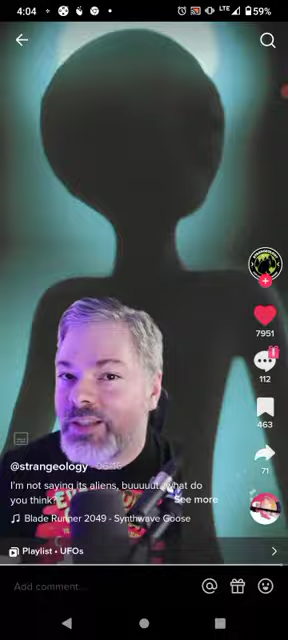 4:04
LTE
59%
7951
112
463
71
@strangeology
I'm not saying its aliens, buuuuut, what do
you think?
See more
Blade Runner 2049 - Synthwave Goose
Playlist • UFOs
Add comment...